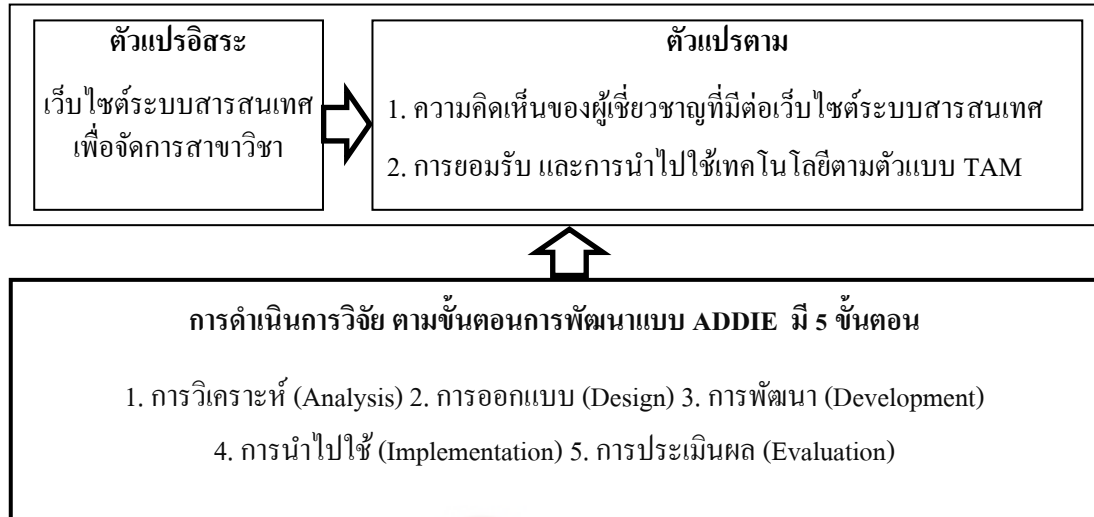 ตัวแปรอิสระ
เว็บไซต์ระบบสารสนเทศ
เพื่อจัดการสาขาวิชา
ตัวแปรตาม
1. ความคิดเห็นของผู้เชี่ยวชาญที่มีต่อเว็บไซต์ระบบสารสนเทศ
2. การยอมรับ และการนำไปใช้เทคโนโลยีตามตัวแบบ TAM
การดำเนินการวิจัย ตามขั้นตอนการพัฒนาแบบ ADDIE มี 5 ขั้นตอน
1. การวิเคราะห์ (Analysis) 2. การออกแบบ (Design) 3. การพัฒนา (Development)
4. การนำไปใช้ (Implementation) 5. การประเมินผล (Evaluation)